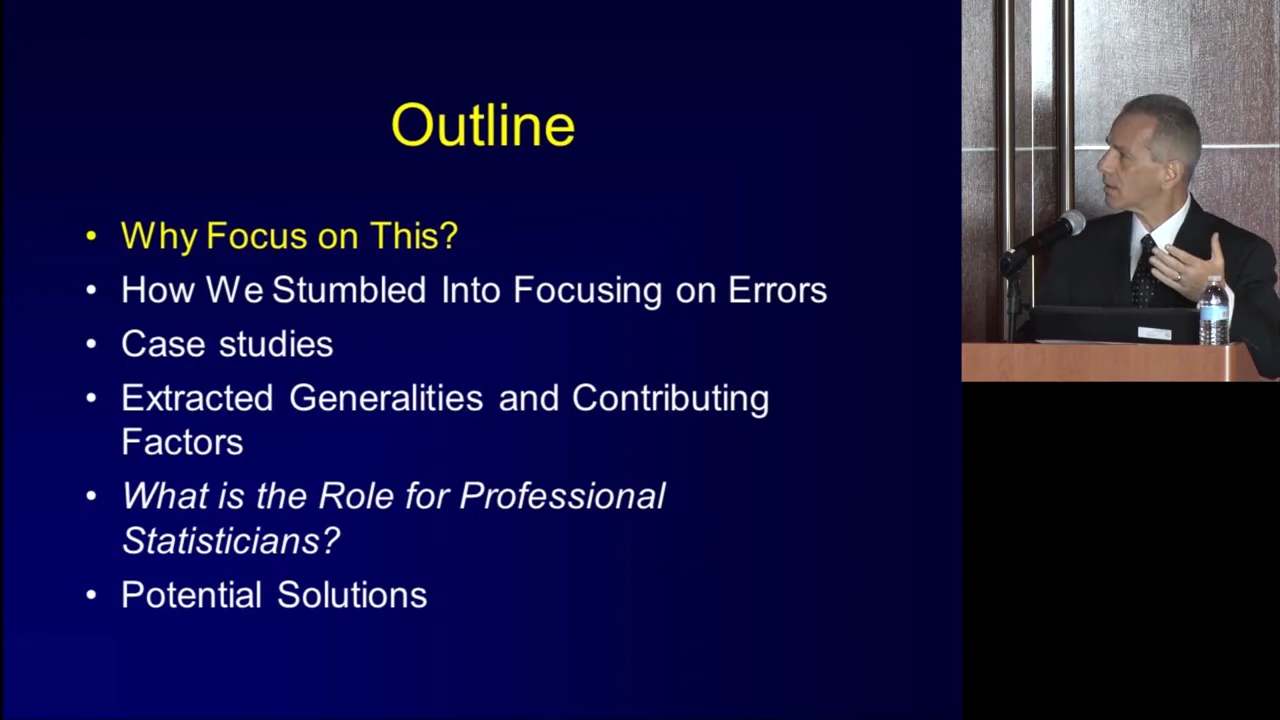 Outline
• Why Focus on This?
• How We Stumbled Into Focusing on Errors
• Case studies
• Extracted Generalities and Contributing
Factors
• What is the Role for Professional
Statisticians?
• Potential Solutions